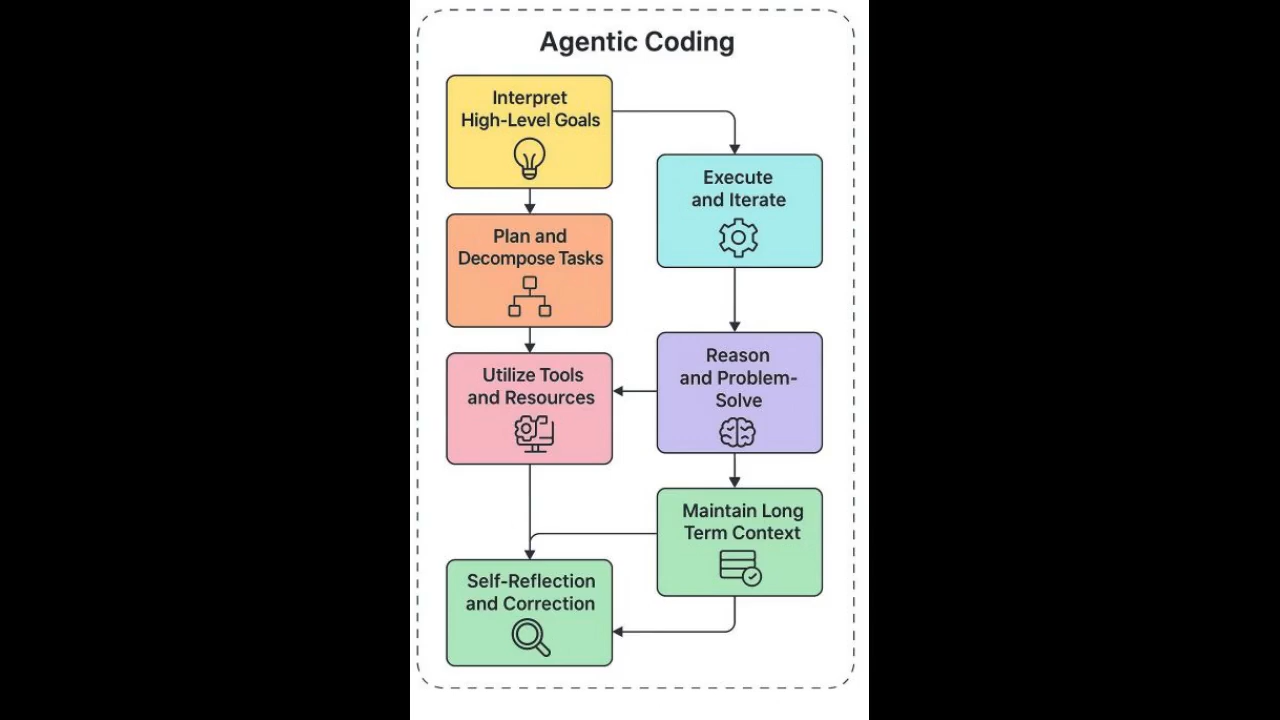 Agentic Coding
Interpret
High-Level Goals
Execute
and Iterate
Plan and
Decompose Tasks
Reason
and Problem-
Solve
Utilize Tools
and Resources
Maintain Long
Term Context
Self-Reflection
and Correction